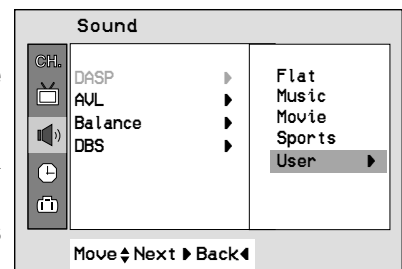 Sound
CH.
DASP
AVL
Balance
DBS
Flat
Music
Movie
Sports
User
Move Next Back